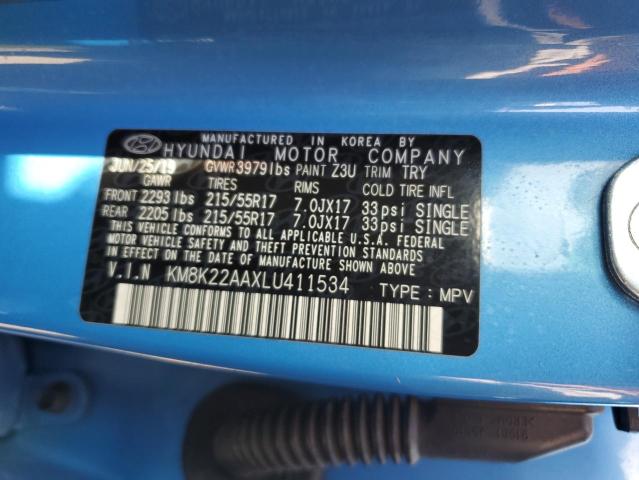 MANUFACTURED IN KOREA BY
HYUNDAI MOTOR COMPANY
JUN/25/19 GVWR 3979lbs PAINT Z3U TRIM TRY
GAWR TIRES RIMS COLD TIRE INFL
FRONT 2293 lbs 215/55R17 7.0JX17 33psi SINGLE
REAR 2205 lbs 215/55R17 7.0JX17 33psi SINGLE
THIS VEHICLE CONFORMS TO ALL APPLICABLE U.S.A. FEDERAL
MOTOR VEHICLE SAFETY AND THEFT PREVENTION STANDARDS
IN EFFECT ON THE DATE OF MANUFACTURE SHOWN ABOVE.
V.I.N KM8K22AAXLU411534 TYPE: MPV